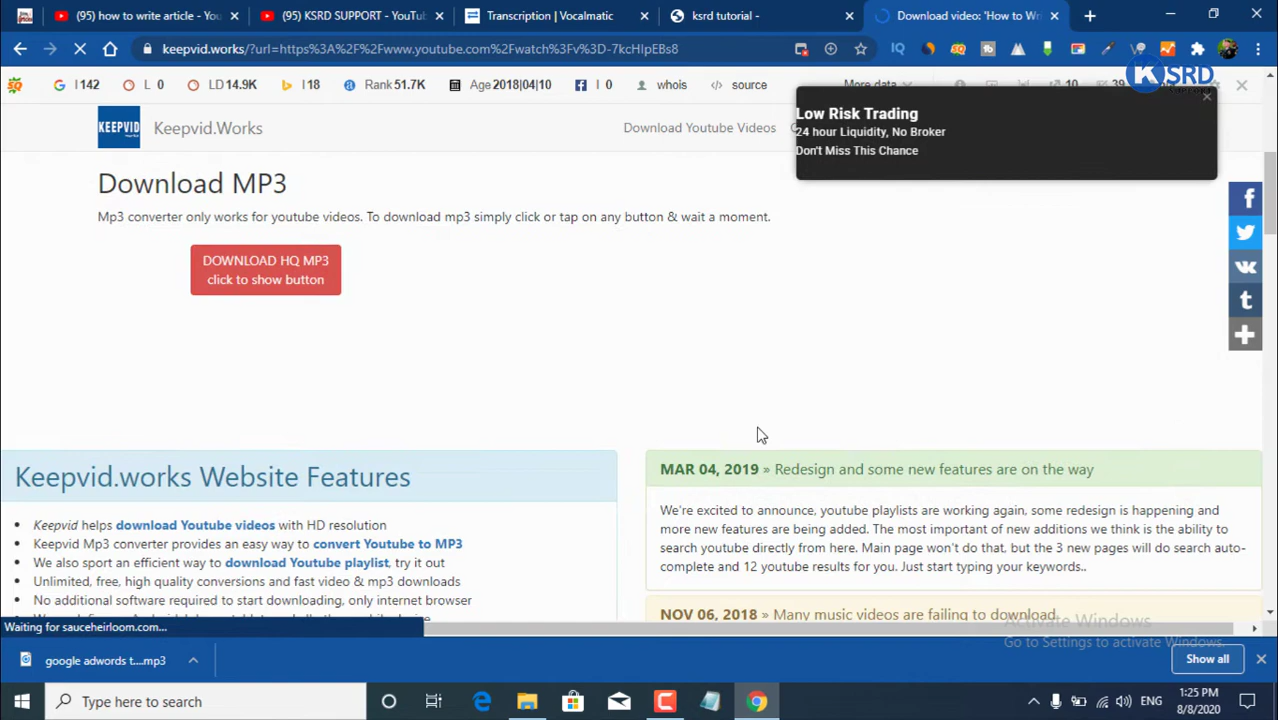 (95) how to write article - You
(95) KSRD SUPPORT - YouTu
Transcription | Vocalmatic
ksrd tutorial -
Download video: 'How to Wri
keepvid.works/?url=https%3A%2F%2Fwww.youtube.com%2Fwatch%3Fv%3D-7kcHIpEBs8
I 142
L 0
LD 14.9K
I 18
Rank 51.7K
Age 2018|04|10
I 0
whois
source
More data
KSRD
KEEPVID
Keepvid.Works
Download Youtube Videos
Low Risk Trading
24 hour Liquidity, No Broker
Don't Miss This Chance
Download MP3
Mp3 converter only works for youtube videos. To download mp3 simply click or tap on any button & wait a moment.
DOWNLOAD HQ MP3
click to show button
Keepvid.works Website Features
Keepvid helps download Youtube videos with HD resolution
Keepvid Mp3 converter provides an easy way to convert Youtube to MP3
We also sport an efficient way to download Youtube playlist, try it out
Unlimited, free, high quality conversions and fast video & mp3 downloads
No additional software required to start downloading, only internet browser
MAR 04, 2019 » Redesign and some new features are on the way
We're excited to announce, youtube playlists are working again, some redesign is happening and
more new features are being added. The most important of new additions we think is the ability to
search youtube directly from here. Main page won't do that, but the 3 new pages will do search auto-
complete and 12 youtube results for you. Just start typing your keywords..
NOV 06, 2018 » Many music videos are failing to download
Activate Windows
Go to Settings to activate Windows.
Waiting for sauceheirloom.com...
google adwords t....mp3
Show all
Type here to search
ENG
1:25 PM
8/8/2020